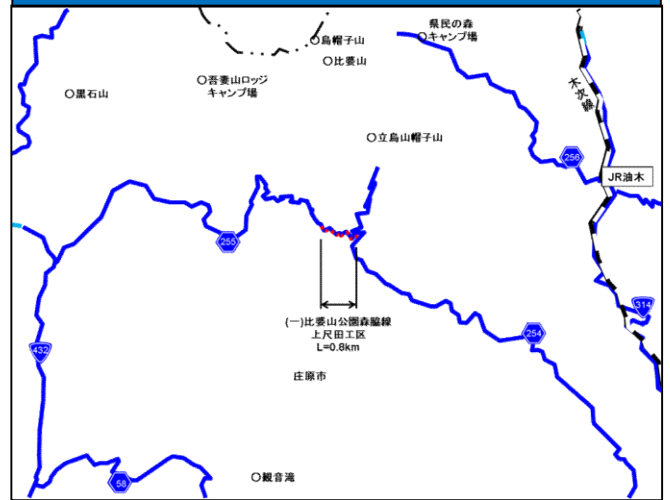 県民の森
キャンプ場
烏帽子山
比婆山
吾妻山ロッジ
キャンプ場
黒石山
木次線
立烏山帽子山
256
JR油木
255
314
(一)比婆山公園森脇線
上尺田工区
L=0.8km
254
432
庄原市
58
観音滝